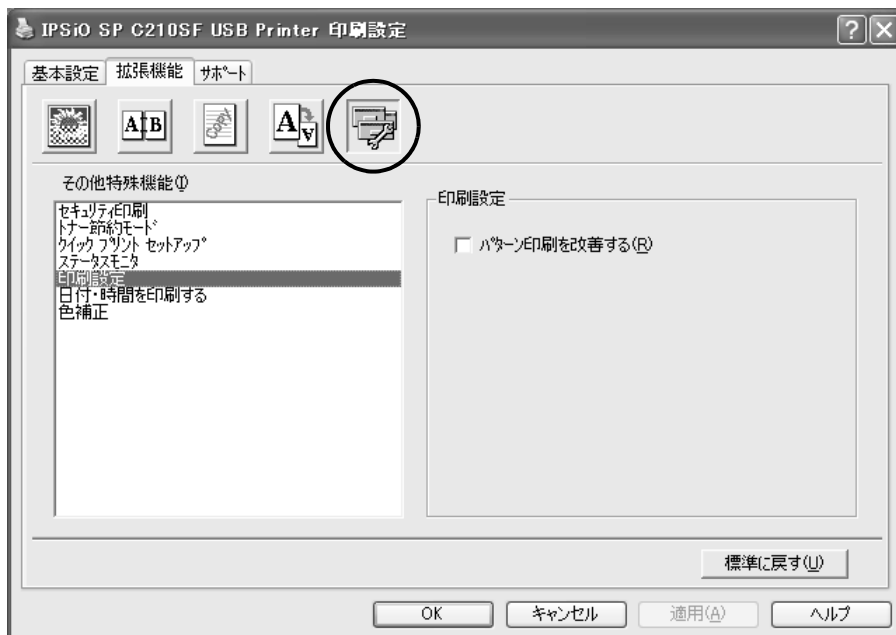 IPSiO SP C210SF USB Printer 印刷設定
基本設定 拡張機能 サポート
A B
copy
A A
その他特殊機能(I)
セキュリティ印刷
トナー節約モード
クイック プリント セットアップ
ステータスモニタ
印刷設定
日付・時間を印刷する
色補正
印刷設定
パターン印刷を改善する(R)
標準に戻す(U)
OK キャンセル 適用(A) ヘルプ